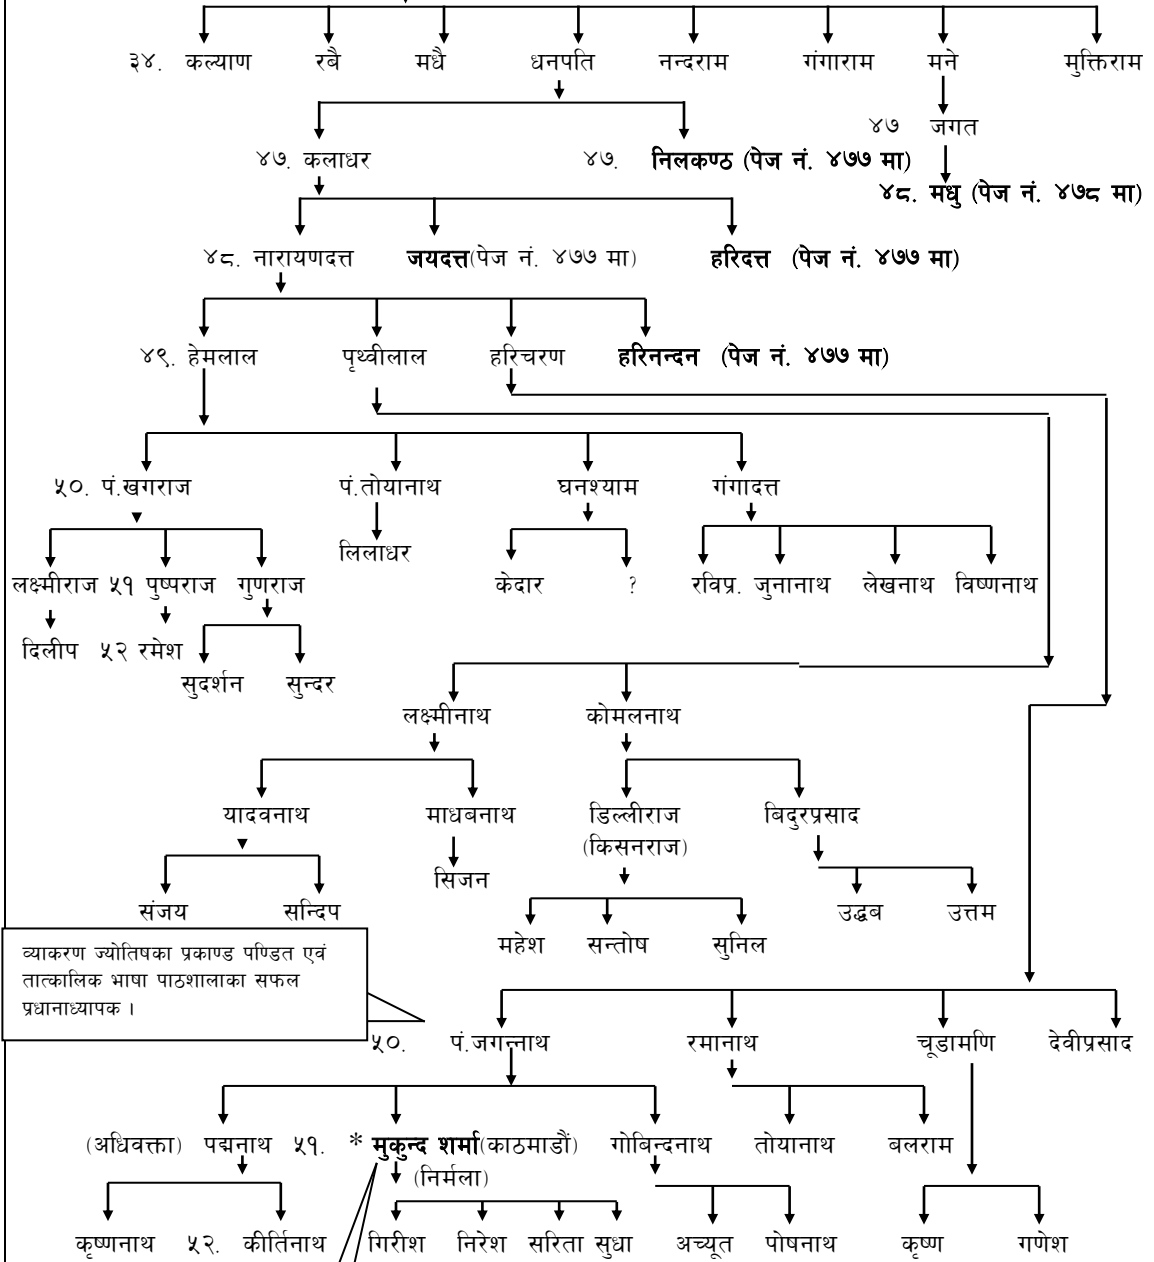 ३४. कल्याण रबै मधै धनपति नन्दराम गंगाराम मने मुक्तिराम
४७ जगत
४७. कलाधर ४७. निलकण्ठ (पेज नं. ४७७ मा)
४८. मधु (पेज नं. ४७८ मा)
४८. नारायणदत्त जयदत्त(पेज नं. ४७७ मा) हरिदत्त (पेज नं. ४७७ मा)
४९. हेमलाल पृथ्वीलाल हरिचरण हरिनन्दन (पेज नं. ४७७ मा)
५०. पं.खगराज पं.तोयानाथ घनश्याम गंगादत्त
लिलाधर
लक्ष्मीराज ५१ पुष्पराज गुणराज केदार ? रविप्र. जुनानाथ लेखनाथ विष्णनाथ
दिलीप ५२ रमेश
सुदर्शन सुन्दर
लक्ष्मीनाथ कोमलनाथ
यादवनाथ माधबनाथ डिल्लीराज बिदुरप्रसाद
(किसनराज)
सिजन
संजय सन्दिप उद्धब उत्तम
महेश सन्तोष सुनिल
व्याकरण ज्योतिषका प्रकाण्ड पण्डित एवं
तात्कालिक भाषा पाठशालाका सफल
प्रधानाध्यापक ।
५०. पं.जगन्नाथ रमानाथ चूडामणि देवीप्रसाद
(अधिवक्ता) पद्मनाथ ५१. * मुकुन्द शर्मा(काठमाडौं) गोबिन्दनाथ तोयानाथ बलराम
(निर्मला)
कृष्णनाथ ५२. कीर्तिनाथ गिरीश निरेश सरिता सुधा अच्यूत पोषनाथ कृष्ण गणेश